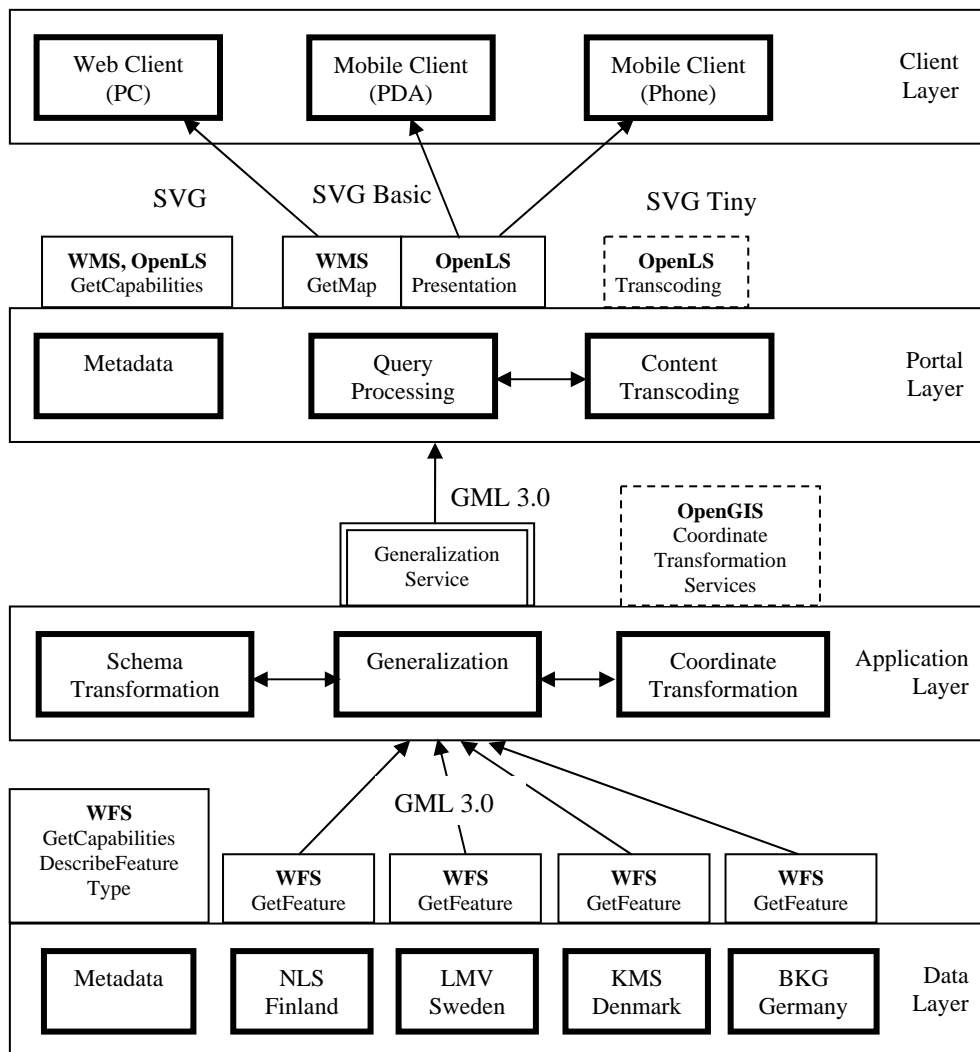 Web Client
(PC)
Mobile Client
(PDA)
Mobile Client
(Phone)
Client
Layer
SVG
SVG Basic
SVG Tiny
WMS, OpenLS
GetCapabilities
WMS
GetMap
OpenLS
Presentation
OpenLS
Transcoding
Metadata
Query
Processing
Content
Transcoding
Portal
Layer
GML 3.0
Generalization
Service
OpenGIS
Coordinate
Transformation
Services
Schema
Transformation
Generalization
Coordinate
Transformation
Application
Layer
GML 3.0
WFS
GetCapabilities
DescribeFeature
Type
WFS
GetFeature
WFS
GetFeature
WFS
GetFeature
WFS
GetFeature
Metadata
NLS
Finland
LMV
Sweden
KMS
Denmark
BKG
Germany
Data
Layer